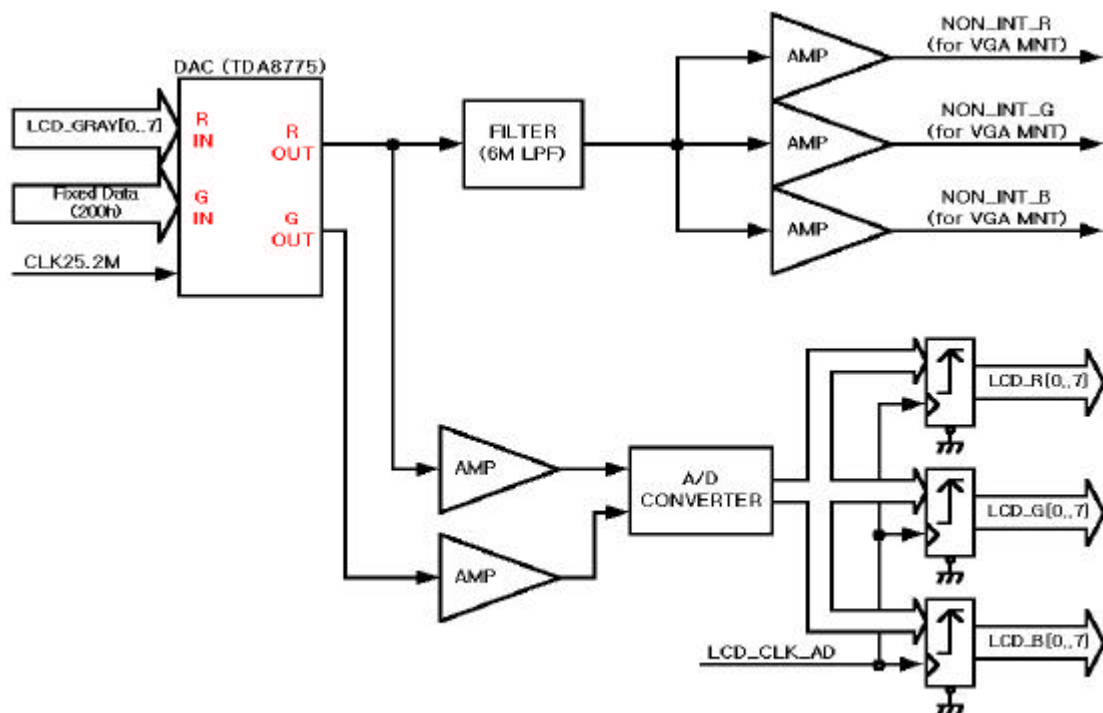 NON_INT_R
(for VGA MNT)
AMP
DAC (TDA8775)
LCD_GRAY[0..7]
R
IN
R
OUT
FILTER
(6M LPF)
NON_INT_G
(for VGA MNT)
AMP
Fixed Data
(200h)
G
IN
G
OUT
NON_INT_B
(for VGA MNT)
AMP
CLK25.2M
LCD_R[0..7]
AMP
A/D
CONVERTER
LCD_G[0..7]
AMP
LCD_CLK_AD
LCD_B[0..7]